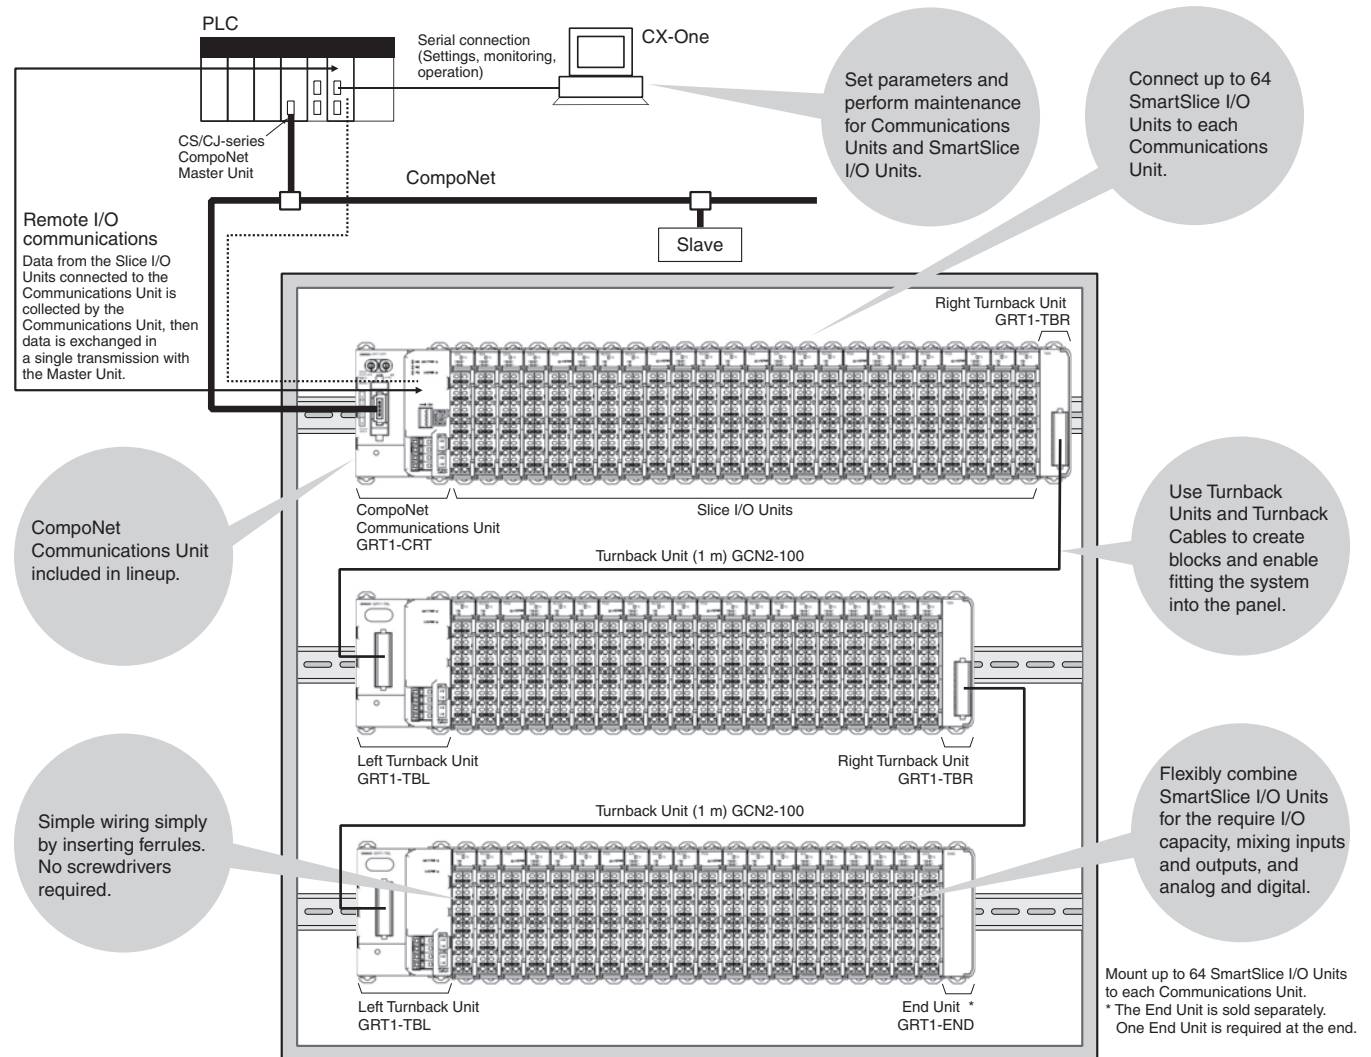 PLC
Serial connection
(Settings, monitoring,
operation)
CX-One
Set parameters and
perform maintenance
for Communications
Units and SmartSlice
I/O Units.
Connect up to 64
SmartSlice I/O
Units to each
Communications
Unit.
CS/CJ-series
CompoNet
Master Unit
CompoNet
Slave
Remote I/O
communications
Data from the Slice I/O
Units connected to the
Communications Unit is
collected by the
Communications Unit, then
data is exchanged in
a single transmission with
the Master Unit.
Right Turnback Unit
GRT1-TBR
CompoNet
Communications Unit
included in lineup.
CompoNet
Communications Unit
GRT1-CRT
Slice I/O Units
Turnback Unit (1 m) GCN2-100
Use Turnback
Units and Turnback
Cables to create
blocks and enable
fitting the system
into the panel.
Left Turnback Unit
GRT1-TBL
Right Turnback Unit
GRT1-TBR
Turnback Unit (1 m) GCN2-100
Simple wiring simply
by inserting ferrules.
No screwdrivers
required.
Flexibly combine
SmartSlice I/O Units
for the require I/O
capacity, mixing inputs
and outputs, and
analog and digital.
Left Turnback Unit
GRT1-TBL
End Unit *
GRT1-END
Mount up to 64 SmartSlice I/O Units
to each Communications Unit.
* The End Unit is sold separately.
One End Unit is required at the end.